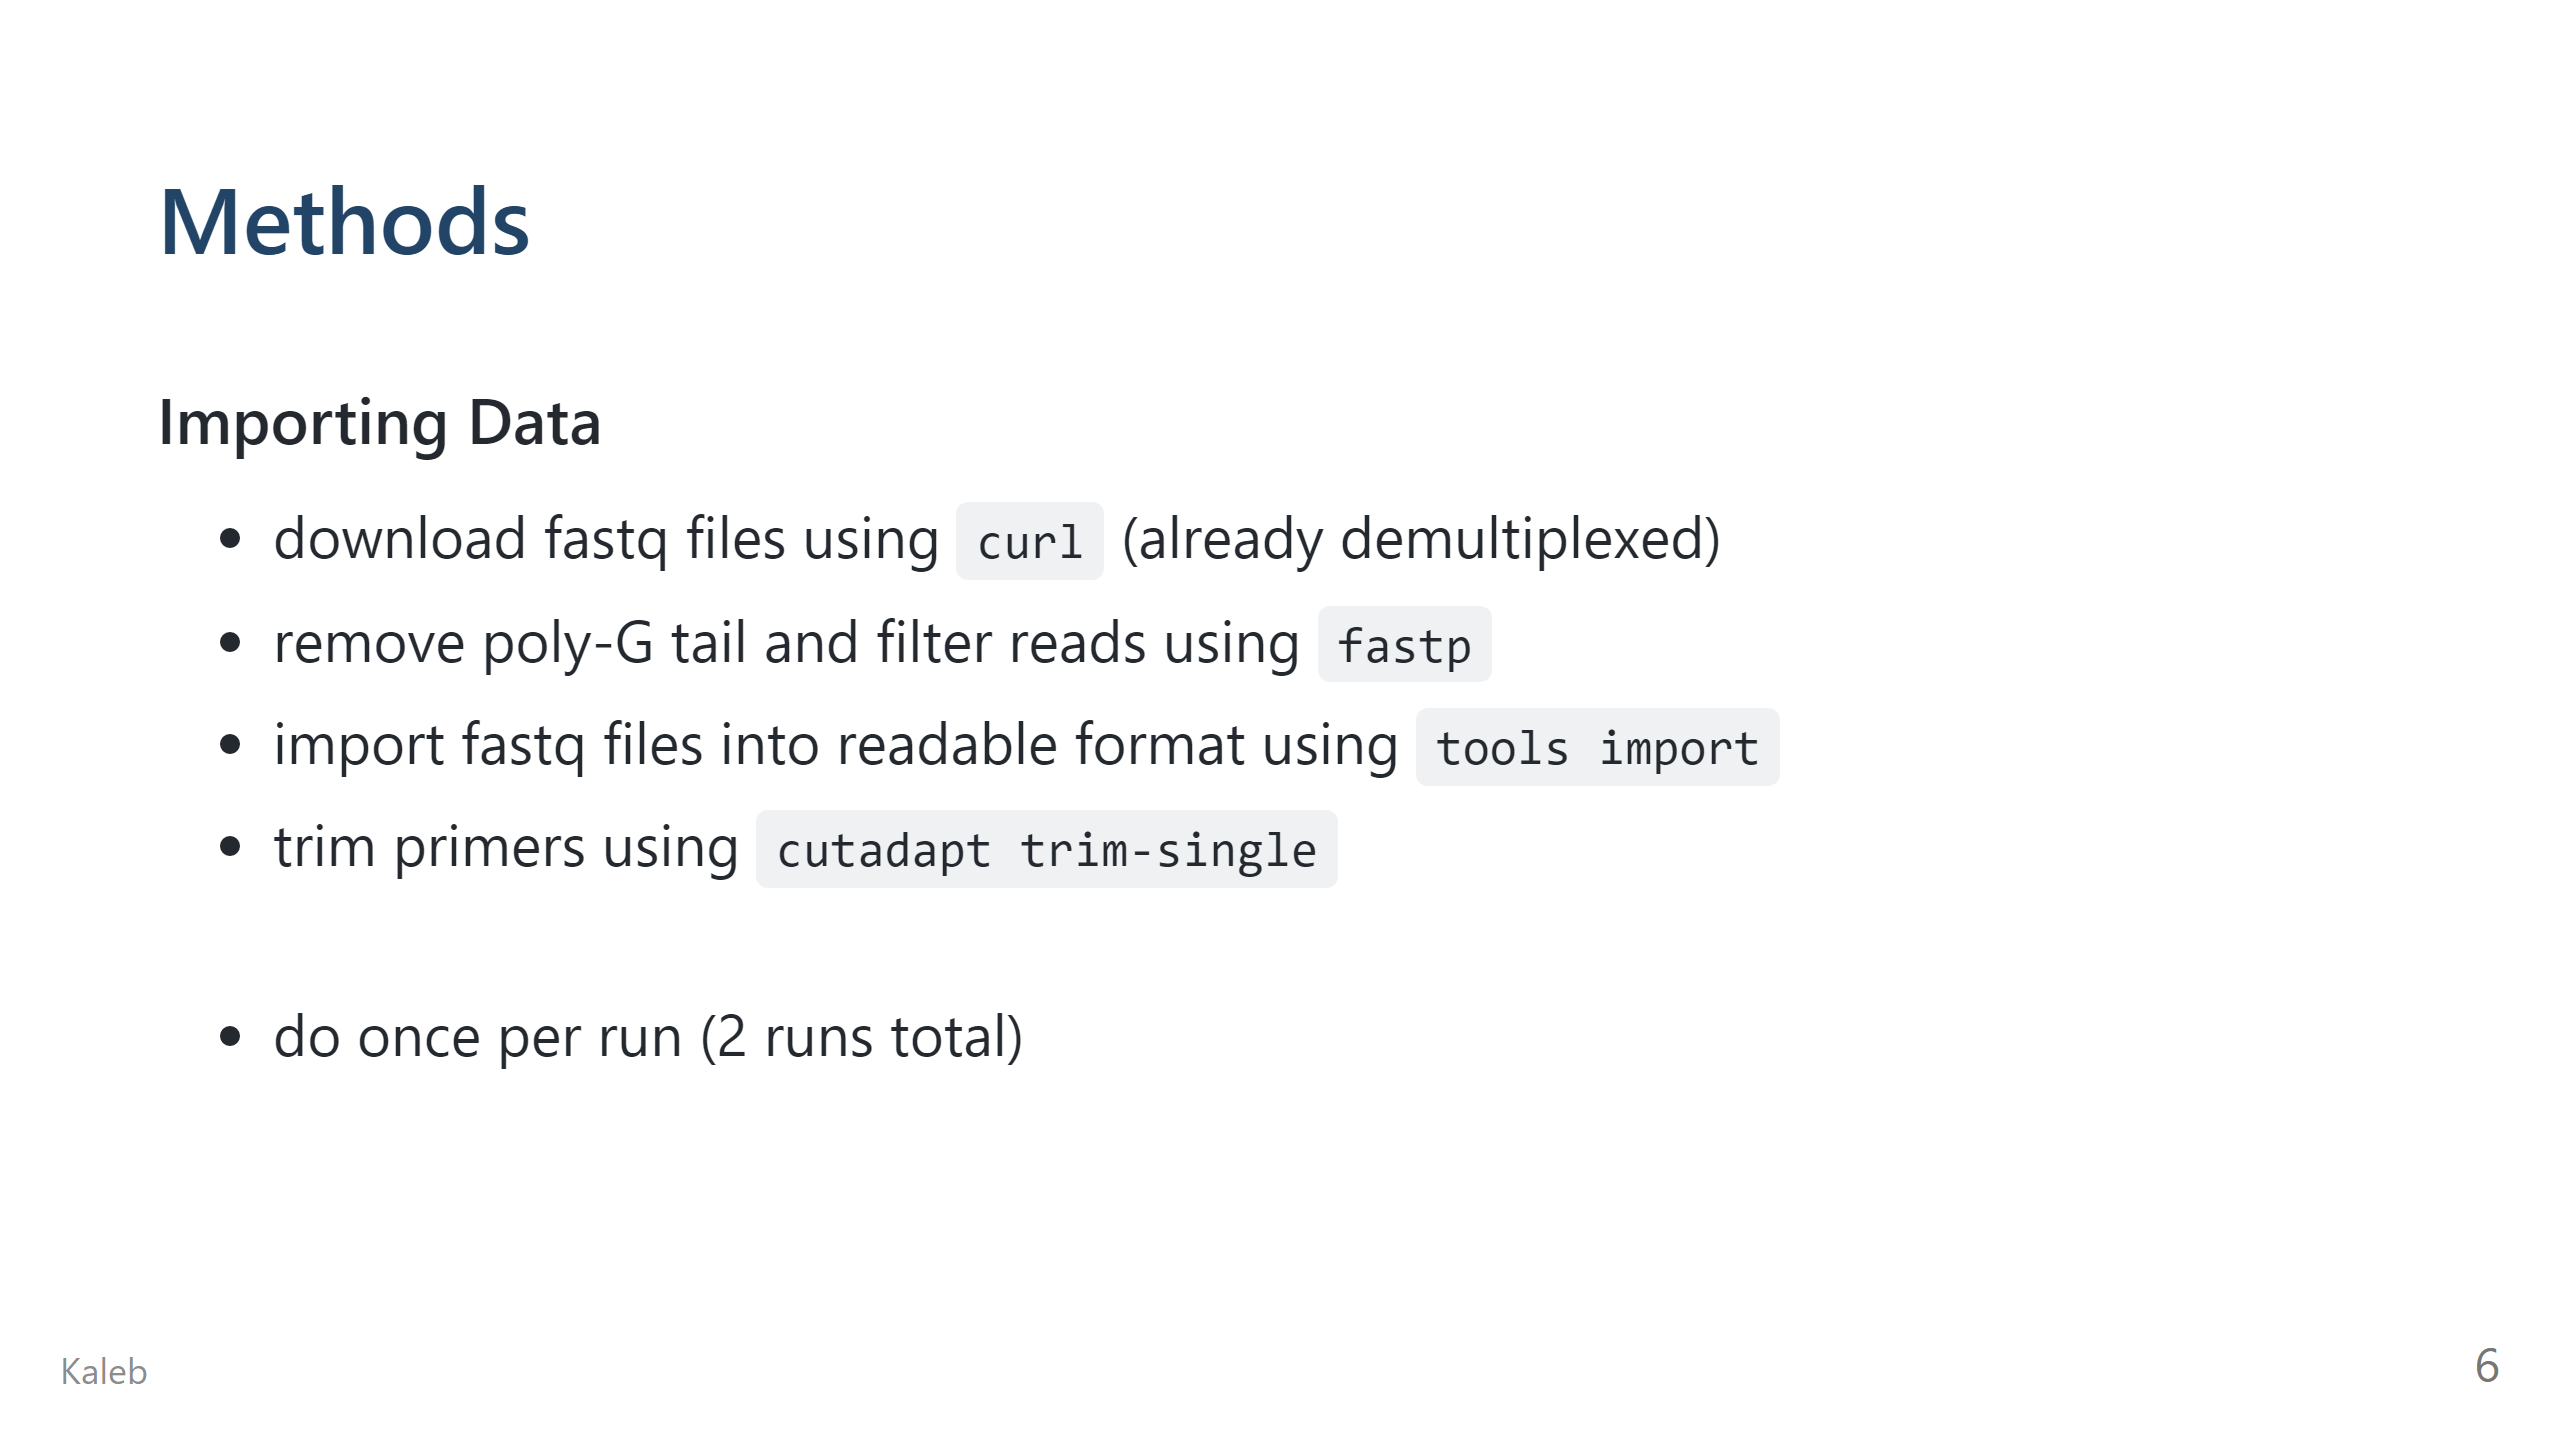 Methods
Importing Data
download fastq files using curl (already demultiplexed)
remove poly-G tail and filter reads using fastp
import fastq files into readable format using tools import
trim primers using cutadapt trim-single
do once per run (2 runs total)
Kaleb
6